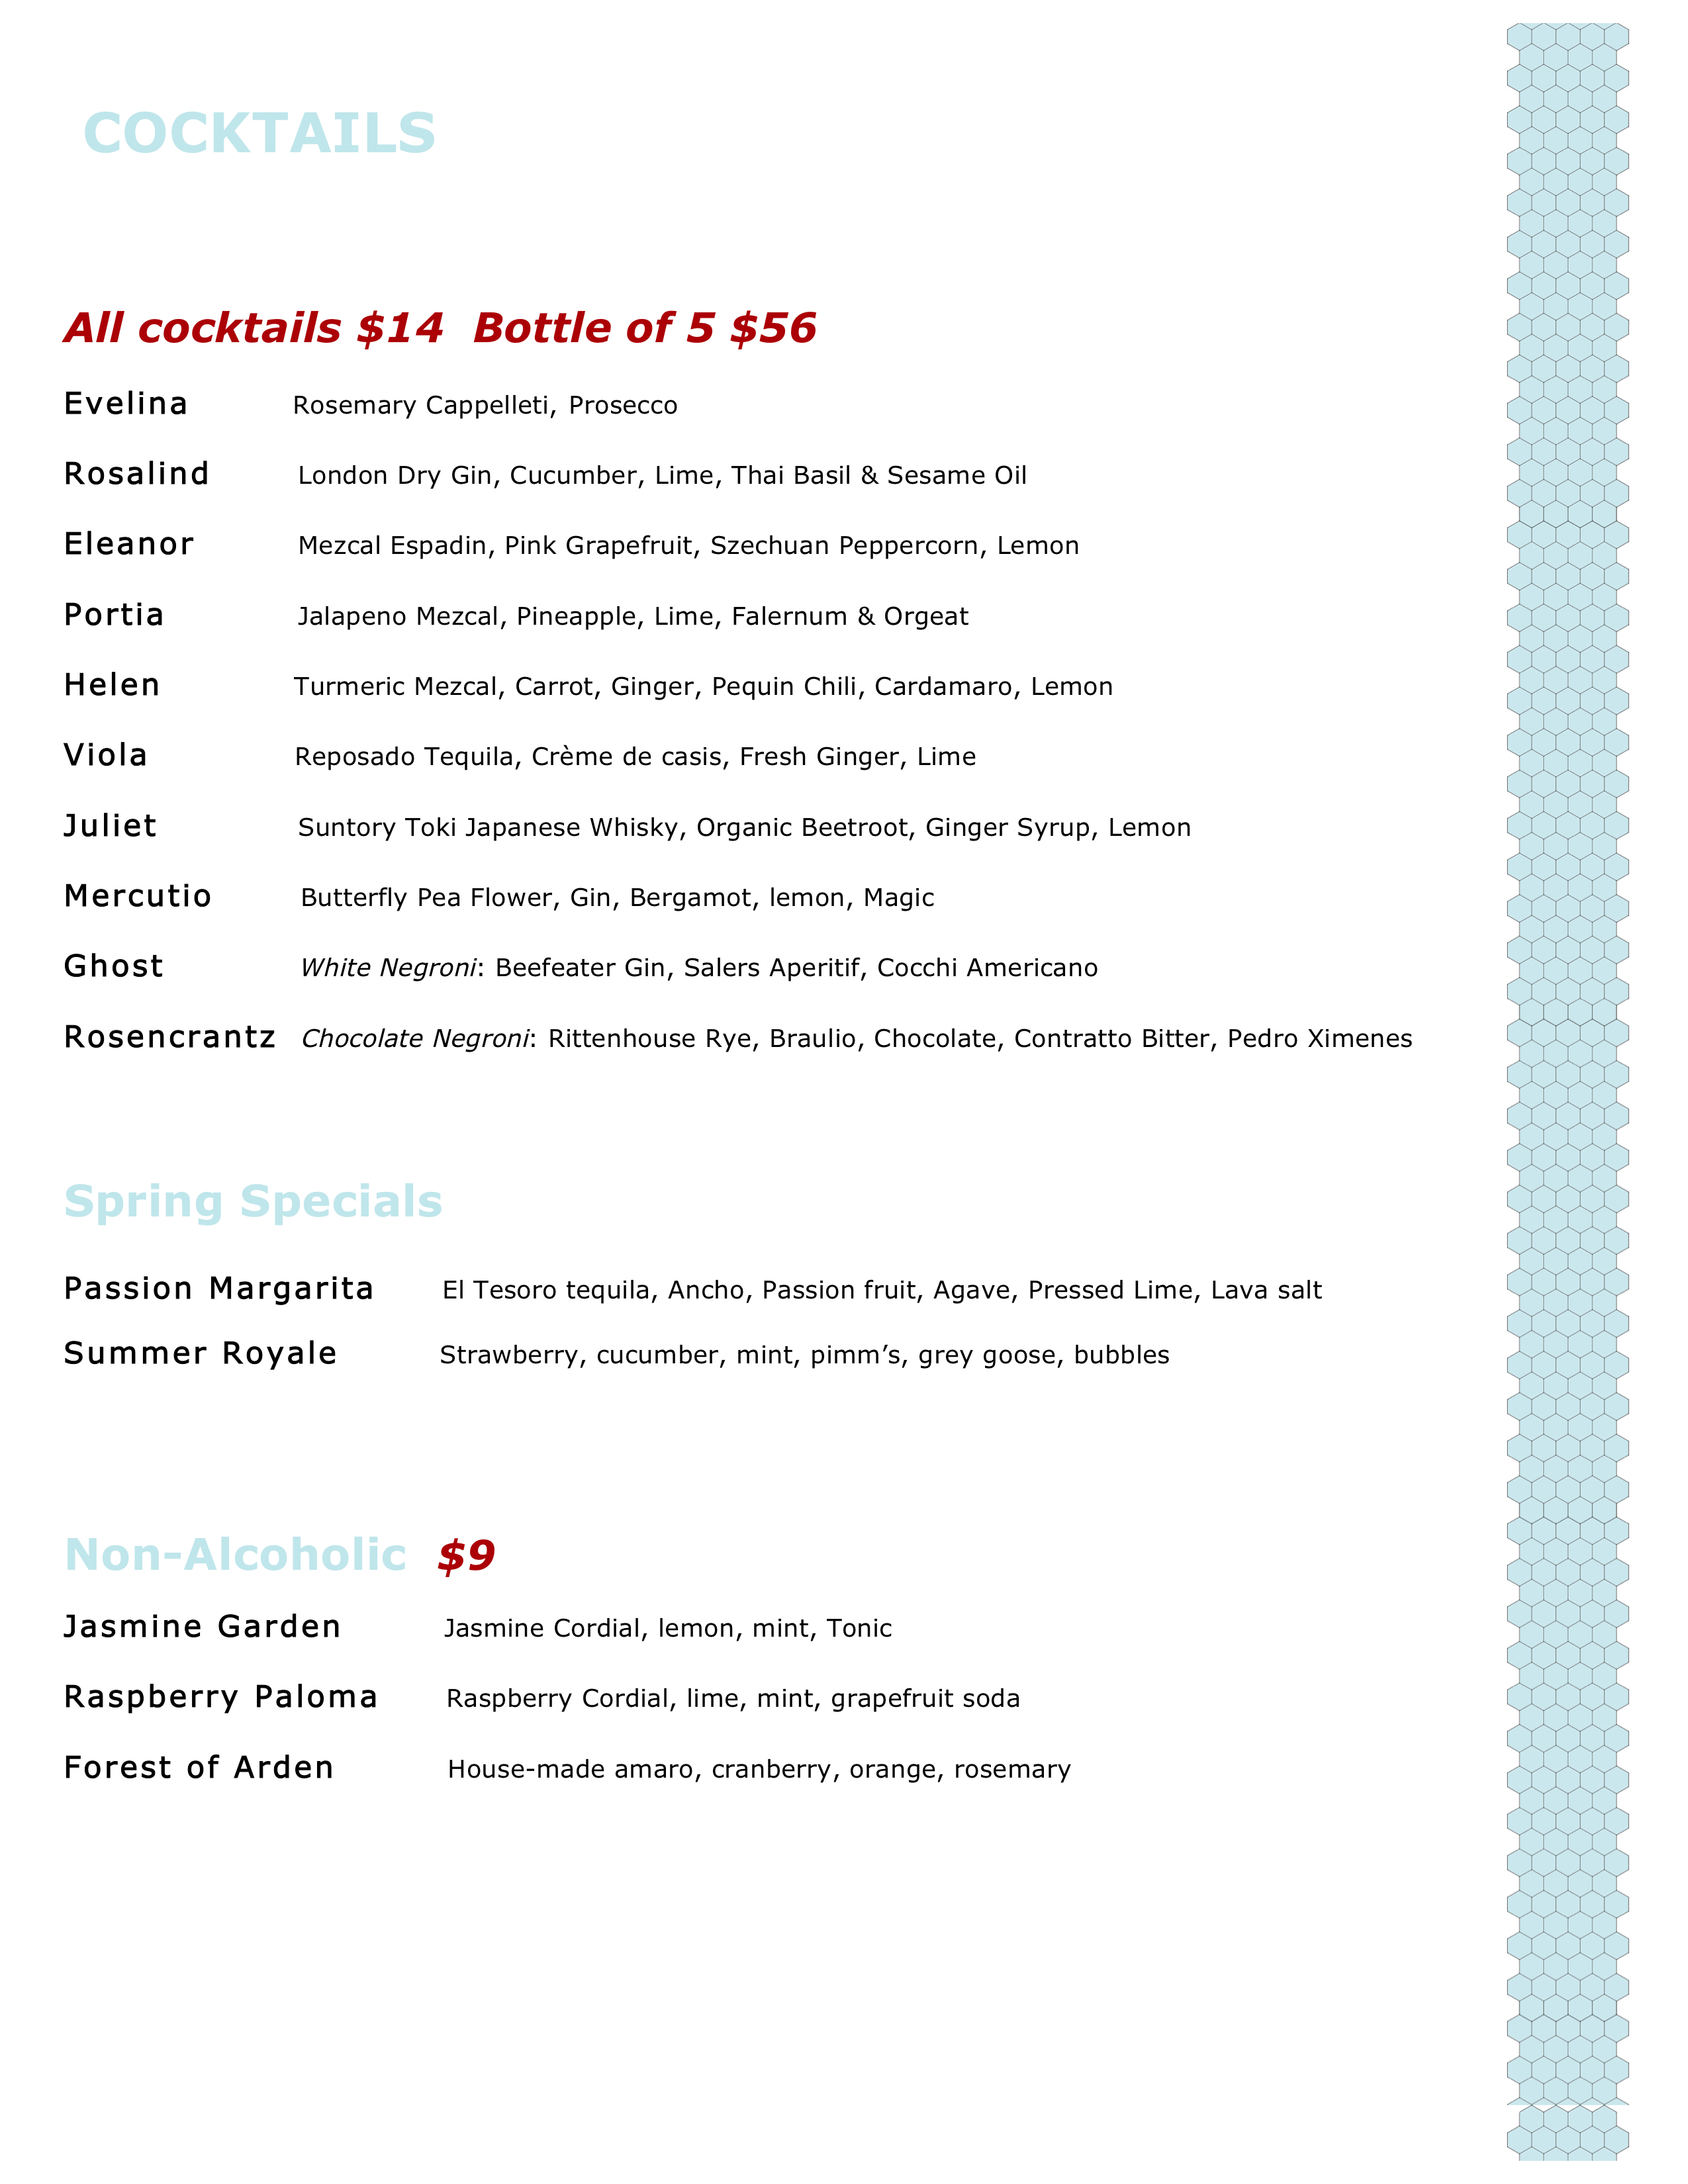 COCKTAILS
All cocktails $14 Bottle of 5 $56
Evelina Rosemary Cappelleti, Prosecco
Rosalind London Dry Gin, Cucumber, Lime, Thai Basil & Sesame Oil
Eleanor Mezcal Espadin, Pink Grapefruit, Szechuan Peppercorn, Lemon
Portia Jalapeno Mezcal, Pineapple, Lime, Falernum & Orgeat
Helen Turmeric Mezcal, Carrot, Ginger, Pequin Chili, Cardamaro, Lemon
Viola Reposado Tequila, Crème de casis, Fresh Ginger, Lime
Juliet Suntory Toki Japanese Whisky, Organic Beetroot, Ginger Syrup, Lemon
Mercutio Butterfly Pea Flower, Gin, Bergamot, lemon, Magic
Ghost White Negroni: Beefeater Gin, Salers Aperitif, Cocchi Americano
Rosencrantz Chocolate Negroni: Rittenhouse Rye, Braulio, Chocolate, Contratto Bitter, Pedro Ximenes
Spring Specials
Passion Margarita El Tesoro tequila, Ancho, Passion fruit, Agave, Pressed Lime, Lava salt
Summer Royale Strawberry, cucumber, mint, pimm’s, grey goose, bubbles
Non-Alcoholic $9
Jasmine Garden Jasmine Cordial, lemon, mint, Tonic
Raspberry Paloma Raspberry Cordial, lime, mint, grapefruit soda
Forest of Arden House-made amaro, cranberry, orange, rosemary